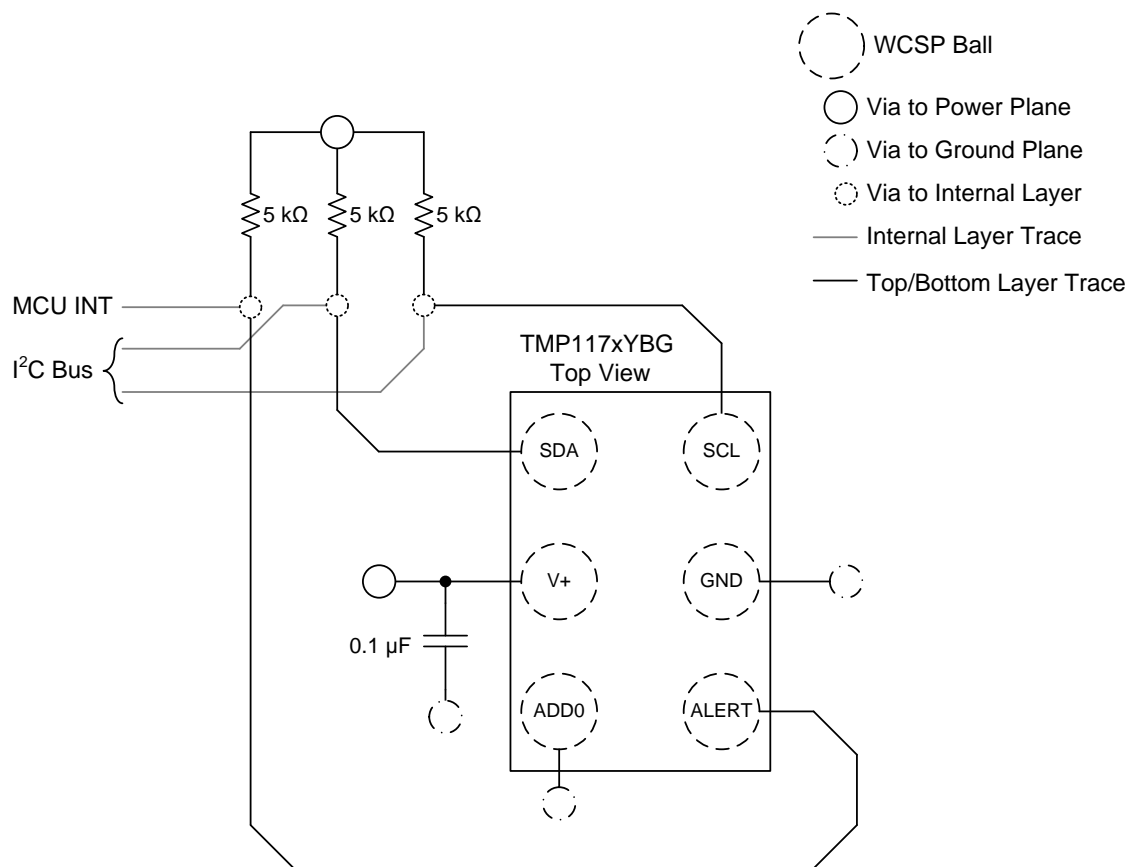 WCSP Ball
Via to Power Plane
Via to Ground Plane
Via to Internal Layer
Internal Layer Trace
Top/Bottom Layer Trace
5 kΩ
5 kΩ
5 kΩ
MCU INT
I²C Bus
TMP117xYBG
Top View
SDA
SCL
V+
GND
0.1 µF
ADD0
ALERT